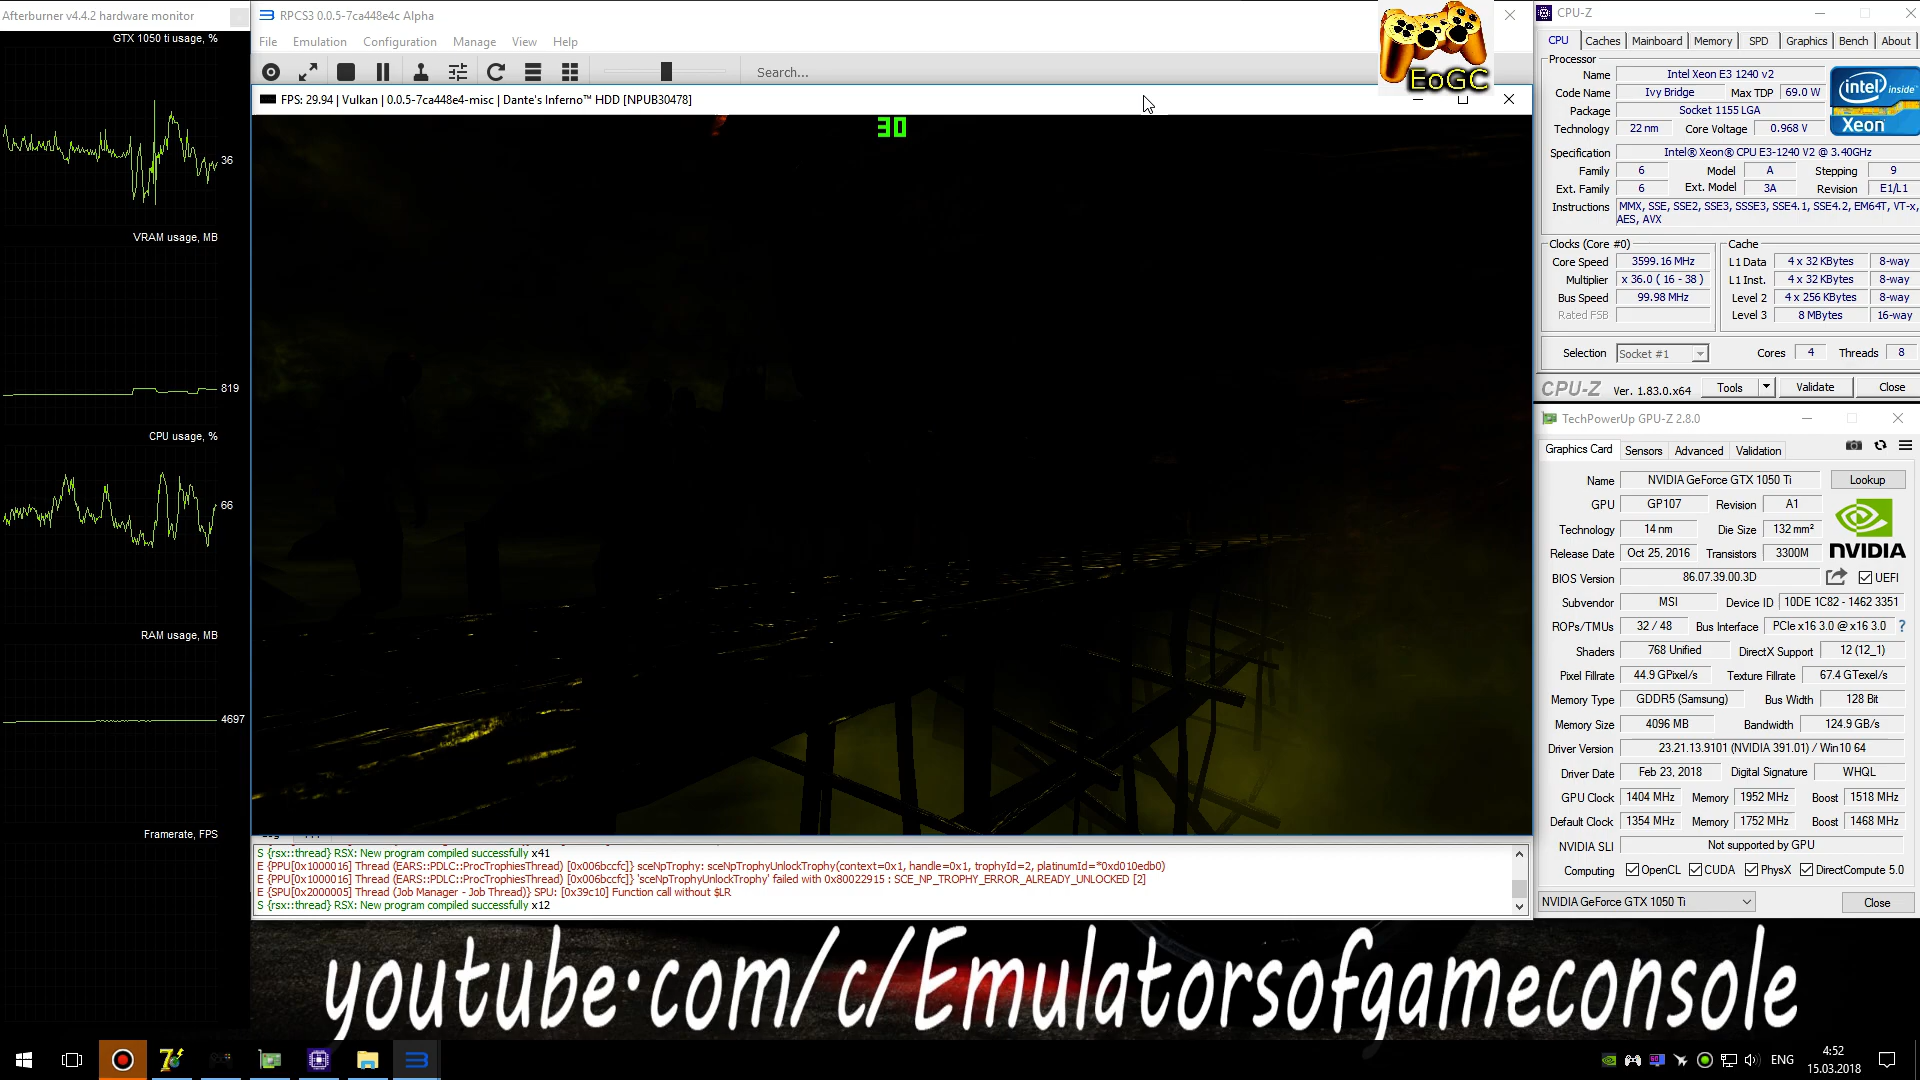 Afterburner v4.4.2 hardware monitor
GTX 1050 ti usage, %
36
VRAM usage, MB
819
CPU usage, %
66
RAM usage, MB
4697
Framerate, FPS
RPCS3 0.0.5-7ca448e4c Alpha
File Emulation Configuration Manage View Help
Search...
EoGC
FPS: 29.94 | Vulkan | 0.0.5-7ca448e4-misc | Dante's Inferno™ HDD [NPUB30478]
30
S {rsx::thread} RSX: New program compiled successfully x41
E {PPU[0x1000016] Thread (EARS::PDLC::ProcTrophiesThread) [0x006bccfc]} sceNpTrophy: sceNpTrophyUnlockTrophy(context=0x1, handle=0x1, trophyId=2, platinumId=*0xd010edb0)
E {PPU[0x1000016] Thread (EARS::PDLC::ProcTrophiesThread) [0x006bccfc]} 'sceNpTrophyUnlockTrophy' failed with 0x80022915 : SCE_NP_TROPHY_ERROR_ALREADY_UNLOCKED [2]
E {SPU[0x2000005] Thread (Job Manager - Job Thread)} SPU: [0x39c10] Function call without $LR
S {rsx::thread} RSX: New program compiled successfully x12
CPU-Z
CPU Caches Mainboard Memory SPD Graphics Bench About
Processor
Name Intel Xeon E3 1240 v2
Code Name Ivy Bridge Max TDP 69.0 W
Package Socket 1155 LGA
Technology 22 nm Core Voltage 0.968 V
intel inside™
Xeon
Specification Intel® Xeon® CPU E3-1240 V2 @ 3.40GHz
Family 6 Model A Stepping 9
Ext. Family 6 Ext. Model 3A Revision E1/L1
Instructions MMX, SSE, SSE2, SSE3, SSSE3, SSE4.1, SSE4.2, EM64T, VT-x,
AES, AVX
Clocks (Core #0)
Core Speed 3599.16 MHz
Multiplier x 36.0 ( 16 - 38 )
Bus Speed 99.98 MHz
Rated FSB
Cache
L1 Data 4 x 32 KBytes 8-way
L1 Inst. 4 x 32 KBytes 8-way
Level 2 4 x 256 KBytes 8-way
Level 3 8 MBytes 16-way
Selection Socket #1 Cores 4 Threads 8
CPU-Z Ver. 1.83.0.x64 Tools Validate Close
TechPowerUp GPU-Z 2.8.0
Graphics Card Sensors Advanced Validation
Name NVIDIA GeForce GTX 1050 Ti Lookup
GPU GP107 Revision A1
Technology 14 nm Die Size 132 mm²
Release Date Oct 25, 2016 Transistors 3300M
NVIDIA
BIOS Version 86.07.39.00.3D UEFI
Subvendor MSI Device ID 10DE 1C82 - 1462 3351
ROPs/TMUs 32 / 48 Bus Interface PCIe x16 3.0 @ x16 3.0 ?
Shaders 768 Unified DirectX Support 12 (12_1)
Pixel Fillrate 44.9 GPixel/s Texture Fillrate 67.4 GTexel/s
Memory Type GDDR5 (Samsung) Bus Width 128 Bit
Memory Size 4096 MB Bandwidth 124.9 GB/s
Driver Version 23.21.13.9101 (NVIDIA 391.01) / Win10 64
Driver Date Feb 23, 2018 Digital Signature WHQL
GPU Clock 1404 MHz Memory 1952 MHz Boost 1518 MHz
Default Clock 1354 MHz Memory 1752 MHz Boost 1468 MHz
NVIDIA SLI Not supported by GPU
Computing OpenCL CUDA PhysX DirectCompute 5.0
NVIDIA GeForce GTX 1050 Ti Close
youtube.com/c/Emulatorsofgameconsole
ENG
4:52
15.03.2018